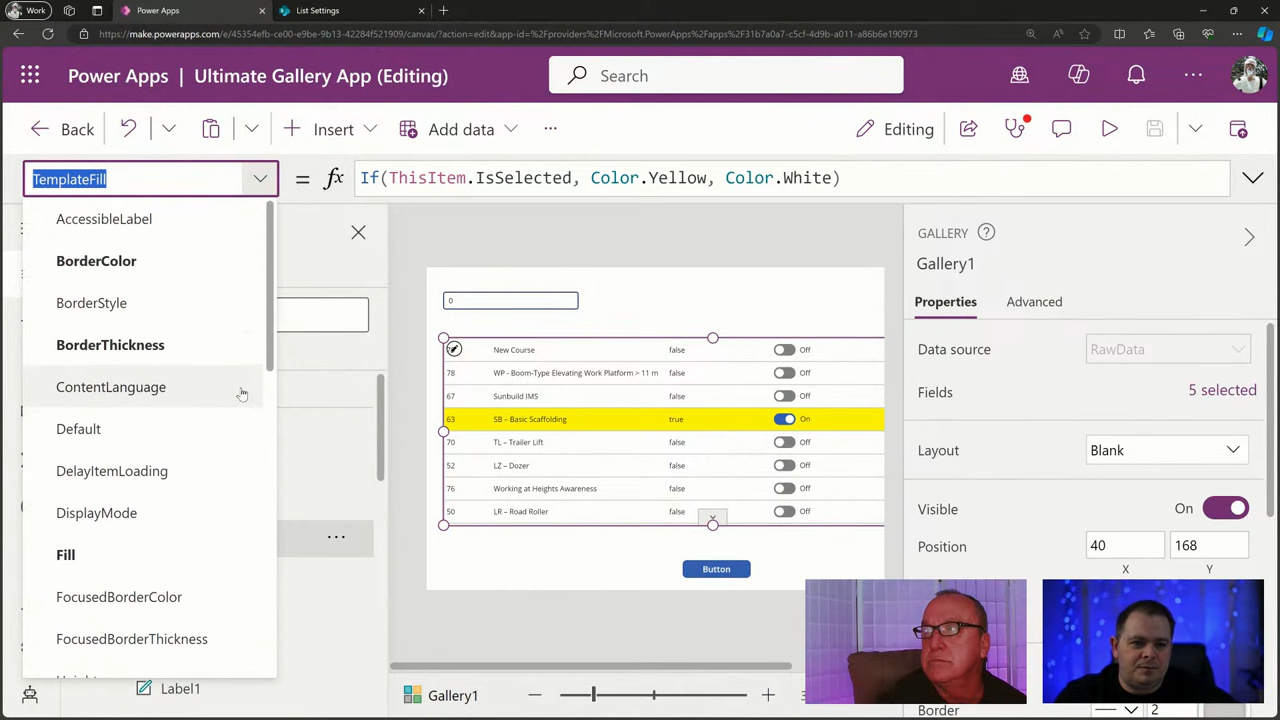 Work
Power Apps
List Settings
https://make.powerapps.com/e/45354efb-ce00-e9be-9b13-42284f521909/canvas/?action=edit&app-id=%2Fproviders%2FMicrosoft.PowerApps%2Fapps%2F31b7a0a7-c5cf-4d9b-a011-a86b6e910973
Power Apps | Ultimate Gallery App (Editing)
Search
Back
Insert
Add data
Editing
TemplateFill
= fx If(ThisItem.IsSelected, Color.Yellow, Color.White)
AccessibleLabel
BorderColor
BorderStyle
BorderThickness
ContentLanguage
Default
DelayItemLoading
DisplayMode
Fill
FocusedBorderColor
FocusedBorderThickness
Label1
0
New Course false Off
78 WP - Boom-Type Elevating Work Platform > 11 m false Off
67 Sunbuild IMS false Off
63 SB – Basic Scaffolding true On
70 TL – Trailer Lift false Off
52 LZ – Dozer false Off
76 Working at Heights Awareness false Off
50 LR – Road Roller false Off
Button
Gallery1
GALLERY
Gallery1
Properties
Advanced
Data source RawData
Fields 5 selected
Layout Blank
Visible On
Position 40 168
X Y
Border 2